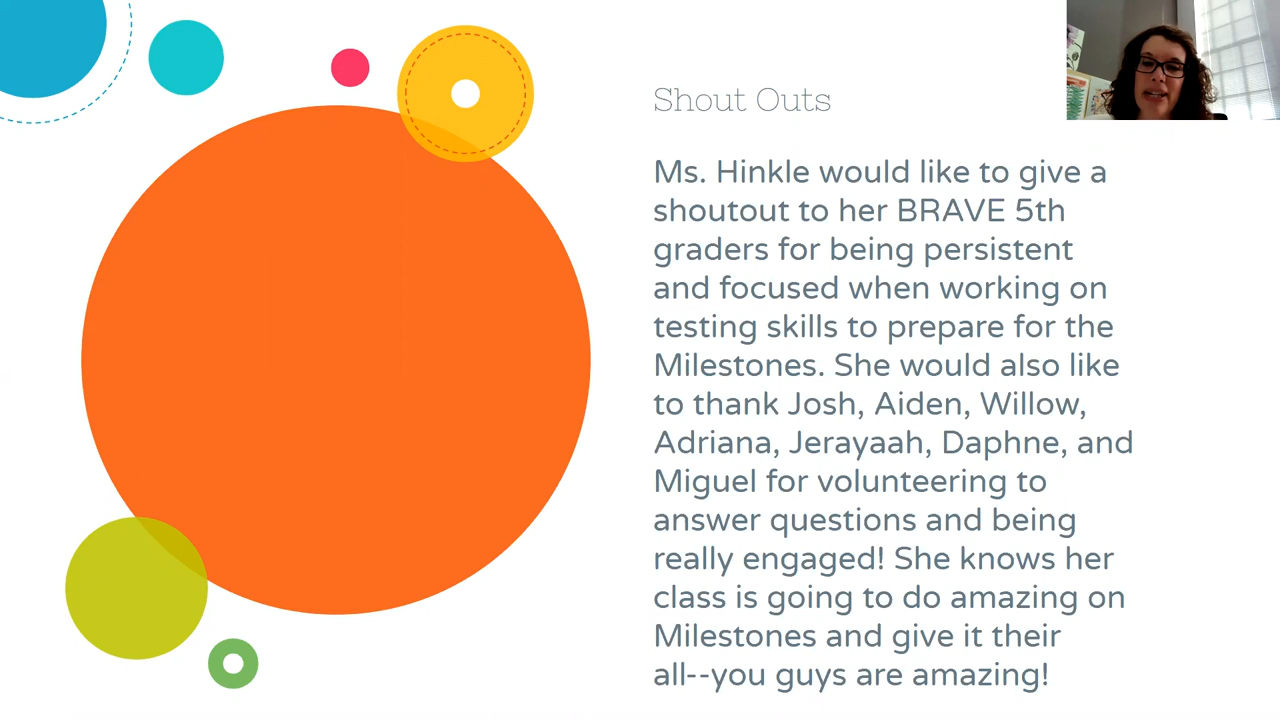 Shout Outs
Ms. Hinkle would like to give a
shoutout to her BRAVE 5th
graders for being persistent
and focused when working on
testing skills to prepare for the
Milestones. She would also like
to thank Josh, Aiden, Willow,
Adriana, Jerayaah, Daphne, and
Miguel for volunteering to
answer questions and being
really engaged! She knows her
class is going to do amazing on
Milestones and give it their
all--you guys are amazing!